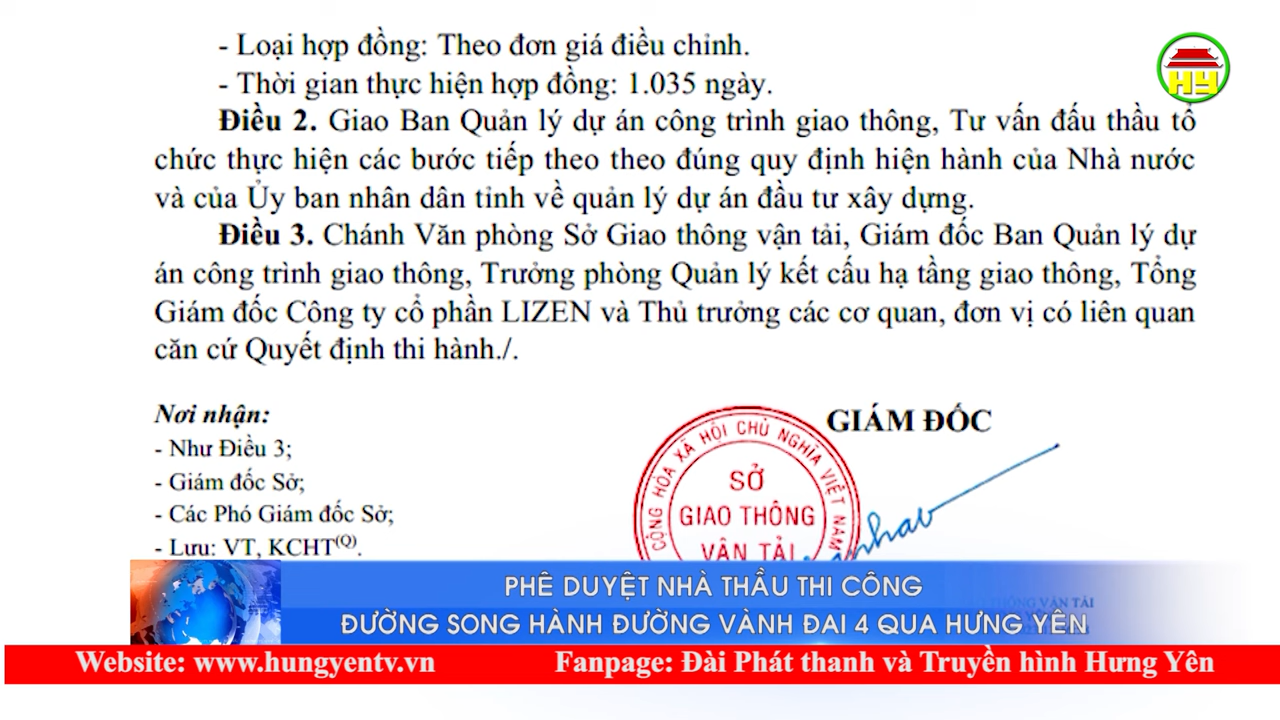 - Loại hợp đồng: Theo đơn giá điều chỉnh.
- Thời gian thực hiện hợp đồng: 1.035 ngày.
HY
Điều 2. Giao Ban Quản lý dự án công trình giao thông, Tư vấn đấu thầu tổ
chức thực hiện các bước tiếp theo theo đúng quy định hiện hành của Nhà nước
và của Ủy ban nhân dân tỉnh về quản lý dự án đầu tư xây dựng.
Điều 3. Chánh Văn phòng Sở Giao thông vận tải, Giám đốc Ban Quản lý dự
án công trình giao thông, Trưởng phòng Quản lý kết cấu hạ tầng giao thông, Tổng
Giám đốc Công ty cổ phần LIZEN và Thủ trưởng các cơ quan, đơn vị có liên quan
căn cứ Quyết định thi hành./.
Nơi nhận:
- Như Điều 3;
- Giám đốc Sở;
- Các Phó Giám đốc Sở;
- Lưu: VT, KCHT(Q).
GIÁM ĐỐC
CỘNG HÒA XÃ HỘI CHỦ NGHĨA VIỆT NAM
SỞ
GIAO THÔNG
VẬN TẢI
PHÊ DUYỆT NHÀ THẦU THI CÔNG
ĐƯỜNG SONG HÀNH ĐƯỜNG VÀNH ĐAI 4 QUA HƯNG YÊN
Website: www.hungyentv.vn Fanpage: Đài Phát thanh và Truyền hình Hưng Yên